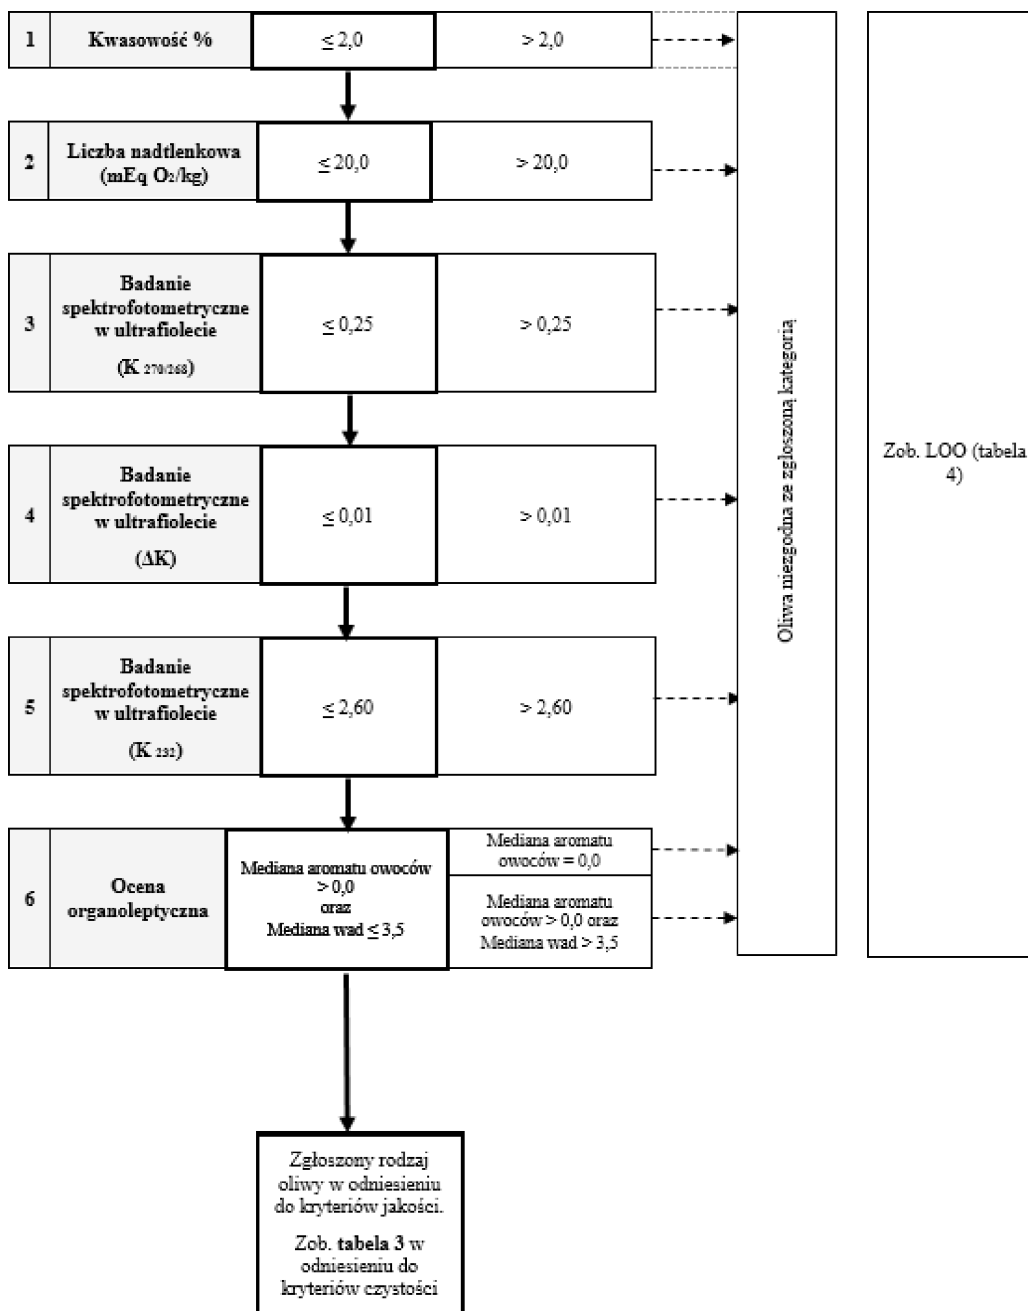 1
Kwasowość %
≤ 2,0
> 2,0
2
Liczba nadtlenkowa
(mEq O₂/kg)
≤ 20,0
> 20,0
3
Badanie
spektrofotometryczne
w ultrafiolecie
(K 270/268)
≤ 0,25
> 0,25
4
Badanie
spektrofotometryczne
w ultrafiolecie
(ΔK)
≤ 0,01
> 0,01
5
Badanie
spektrofotometryczne
w ultrafiolecie
(K 232)
≤ 2,60
> 2,60
6
Ocena
organoleptyczna
Mediana aromatu owoców
> 0,0
oraz
Mediana wad ≤ 3,5
Mediana aromatu
owoców = 0,0
Mediana aromatu
owoców > 0,0 oraz
Mediana wad > 3,5
Oliwa niezgodna ze zgłoszoną kategorią
Zob. LOO (tabela
4)
Zgłoszony rodzaj
oliwy w odniesieniu
do kryteriów jakości.
Zob. tabela 3 w
odniesieniu do
kryteriów czystości